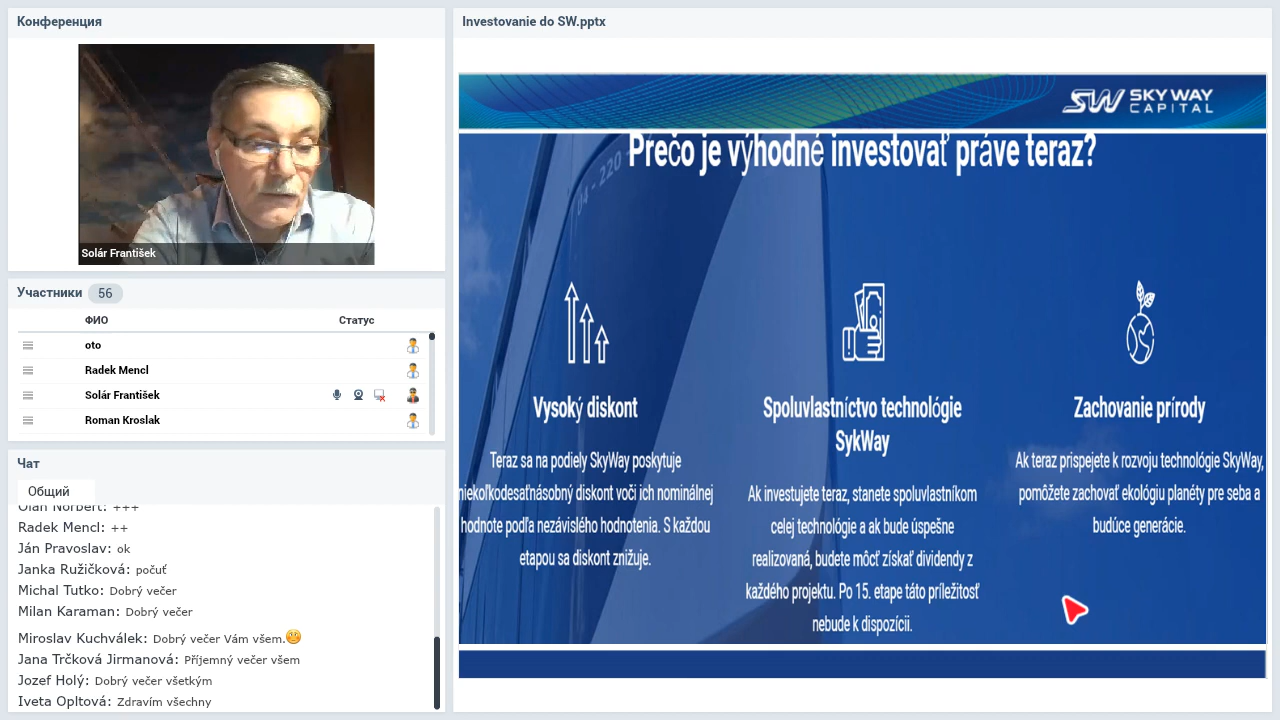 Конференция
Solár František
Участники 56
ФИО Статус
oto
Radek Mencl
Solár František
Roman Kroslak
Чат
Общий
Olah Norbert: +++
Radek Mencl: ++
Ján Pravoslav: ok
Janka Ružičková: počuť
Michal Tutko: Dobrý večer
Milan Karaman: Dobrý večer
Miroslav Kuchválek: Dobrý večer Vám všem.
Jana Trčková Jirmanová: Příjemný večer všem
Jozef Holý: Dobrý večer všetkým
Iveta Opltová: Zdravím všechny
Investovanie do SW.pptx
SW SKY WAY
CAPITAL
Prečo je výhodné investovať práve teraz?
04 - 220
Vysoký diskont
Teraz sa na podiely SkyWay poskytuje
niekoľkodesaťnásobný diskont voči ich nominálnej
hodnote podľa nezávislého hodnotenia. S každou
etapou sa diskont znižuje.
Spoluvlastníctvo technológie
SykWay
Ak investujete teraz, stanete spoluvlastníkom
celej technológie a ak bude úspešne
realizovaná, budete môcť získať dividendy z
každého projektu. Po 15. etape táto príležitosť
nebude k dispozícii.
Zachovanie prírody
Ak teraz prispejete k rozvoju technológie SkyWay,
pomôžete zachovať ekológiu planéty pre seba a
budúce generácie.